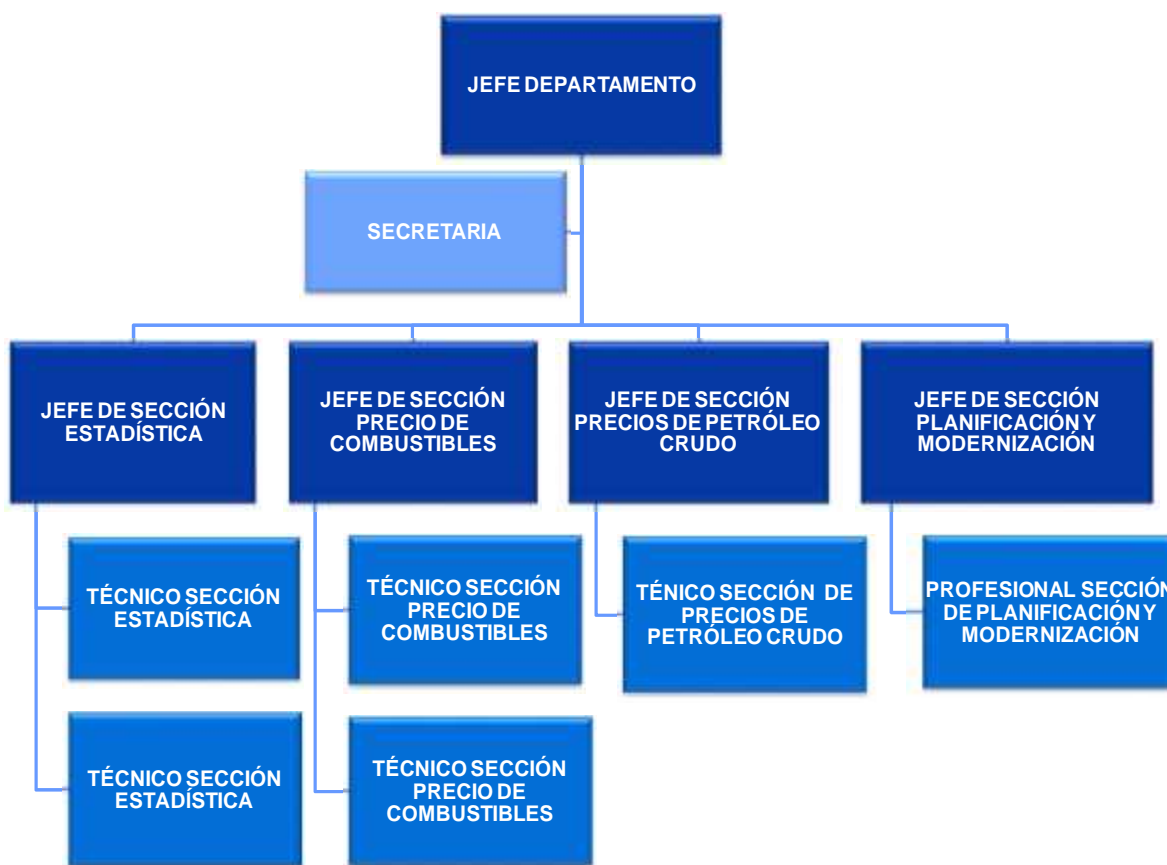 JEFE DEPARTAMENTO
SECRETARIA
JEFE DE SECCIÓN
ESTADÍSTICA
JEFE DE SECCIÓN
PRECIO DE
COMBUSTIBLES
JEFE DE SECCIÓN
PRECIOS DE PETRÓLEO
CRUDO
JEFE DE SECCIÓN
PLANIFICACIÓN Y
MODERNIZACIÓN
TÉCNICO SECCIÓN
ESTADÍSTICA
TÉCNICO SECCIÓN
PRECIO DE
COMBUSTIBLES
TÉNICO SECCIÓN DE
PRECIOS DE
PETRÓLEO CRUDO
PROFESIONAL SECCIÓN
DE PLANIFICACIÓN Y
MODERNIZACIÓN
TÉCNICO SECCIÓN
ESTADÍSTICA
TÉCNICO SECCIÓN
PRECIO DE
COMBUSTIBLES